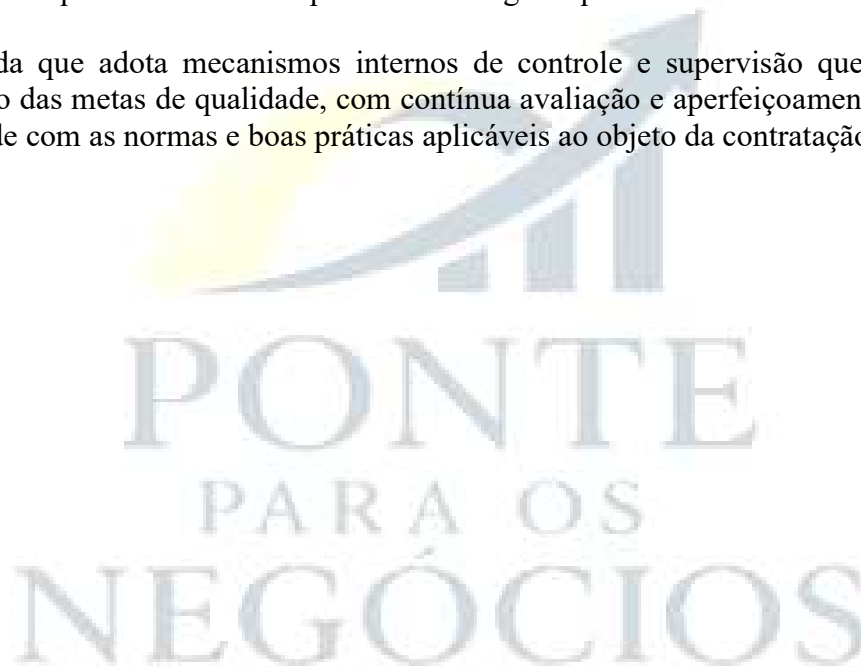 da que adota mecanismos internos de controle e supervisão que
o das metas de qualidade, com contínua avaliação e aperfeiçoamen
le com as normas e boas práticas aplicáveis ao objeto da contratação
PONTE
PARA OS
NEGÓCIOS